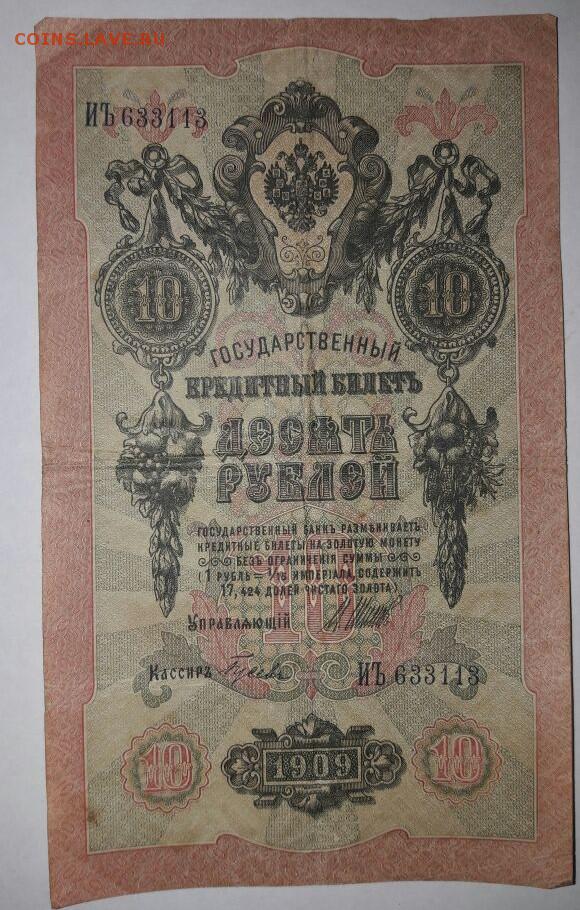 COINS.LAVE.RU
ИЪ 633113
10 10
ГОСУДАРСТВЕННЫЙ
КРЕДИТНЫЙ БИЛЕТЪ
ДЕСЯТЬ
РУБЛЕЙ
ГОСУДАРСТВЕННЫЙ БАНКЪ РАЗМѢНИВАЕТЪ
КРЕДИТНЫЕ БИЛЕТЫ НА ЗОЛОТУЮ МОНЕТУ
БЕЗЪ ОГРАНИЧЕНІЯ СУММЫ
(1 РУБЛЬ = 1/15 ИМПЕРІАЛА, СОДЕРЖИТЪ
17,424 ДОЛЕЙ ЧИСТАГО ЗОЛОТА)
10
УПРАВЛЯЮЩІЙ
КАССИРЪ
ИЪ 633113
10 1909 10